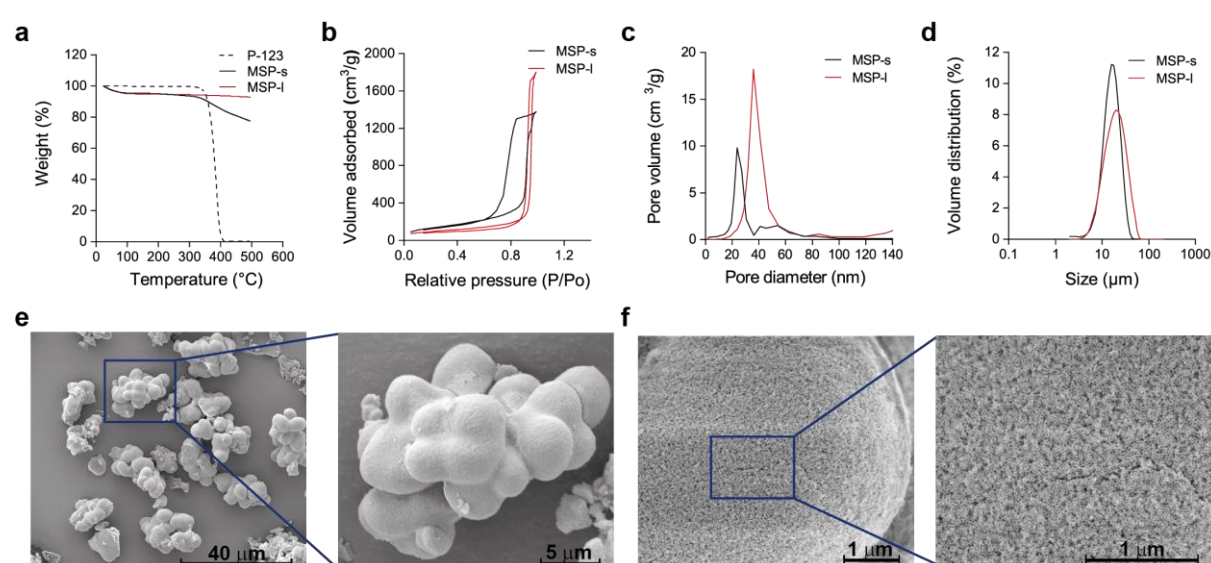 a
P-123
MSP-s
MSP-l
120
100
80
60
40
20
0
0 100 200 300 400 500 600
Weight (%)
Temperature (°C)
b
MSP-s
MSP-l
2000
1600
1200
800
400
0
0.0 0.4 0.8 1.2
Volume adsorbed (cm³/g)
Relative pressure (P/Po)
c
MSP-s
MSP-l
20
15
10
5
0
0 20 40 60 80 100 120 140
Pore volume (cm ³/g)
Pore diameter (nm)
d
MSP-s
MSP-l
12
10
8
6
4
2
0
0.1 1 10 100 1000
Volume distribution (%)
Size (µm)
e
40 µm
5 µm
f
1 µm
1 µm